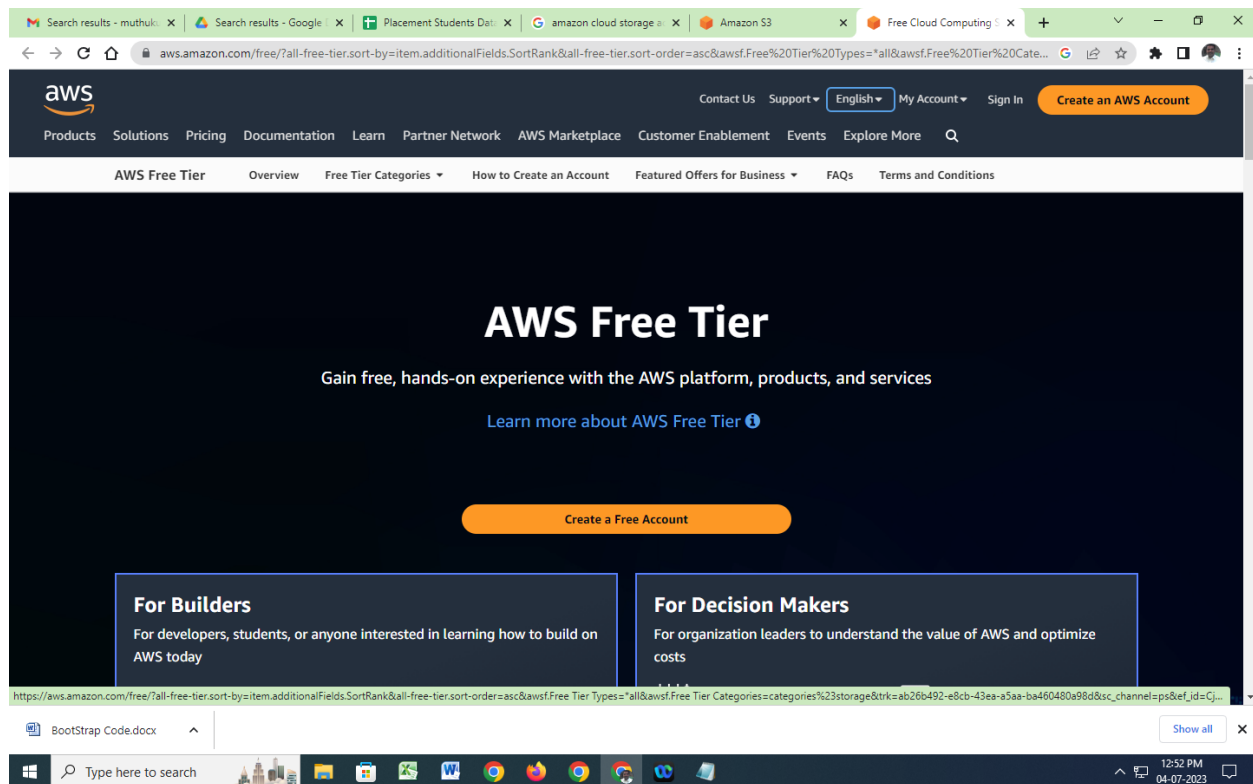 Search results - muthuku
Search results - Google
Placement Students Data
amazon cloud storage a
Amazon S3
Free Cloud Computing S
aws.amazon.com/free/?all-free-tier.sort-by=item.additionalFields.SortRank&all-free-tier.sort-order=asc&awsf.Free%20Tier%20Types=*all&awsf.Free%20Tier%20Cate...
aws
Contact Us Support English My Account Sign In Create an AWS Account
Products Solutions Pricing Documentation Learn Partner Network AWS Marketplace Customer Enablement Events Explore More
AWS Free Tier Overview Free Tier Categories How to Create an Account Featured Offers for Business FAQs Terms and Conditions
AWS Free Tier
Gain free, hands-on experience with the AWS platform, products, and services
Learn more about AWS Free Tier
Create a Free Account
For Builders
For developers, students, or anyone interested in learning how to build on
AWS today
For Decision Makers
For organization leaders to understand the value of AWS and optimize
costs
https://aws.amazon.com/free/?all-free-tier.sort-by=item.additionalFields.SortRank&all-free-tier.sort-order=asc&awsf.Free Tier Types=*all&awsf.Free Tier Categories=categories%23storage&trk=ab26b492-e8cb-43ea-a5aa-ba460480a98d&sc_channel=ps&ef_id=Cj...
BootStrap Code.docx
Show all
Type here to search
12:52 PM
04-07-2023